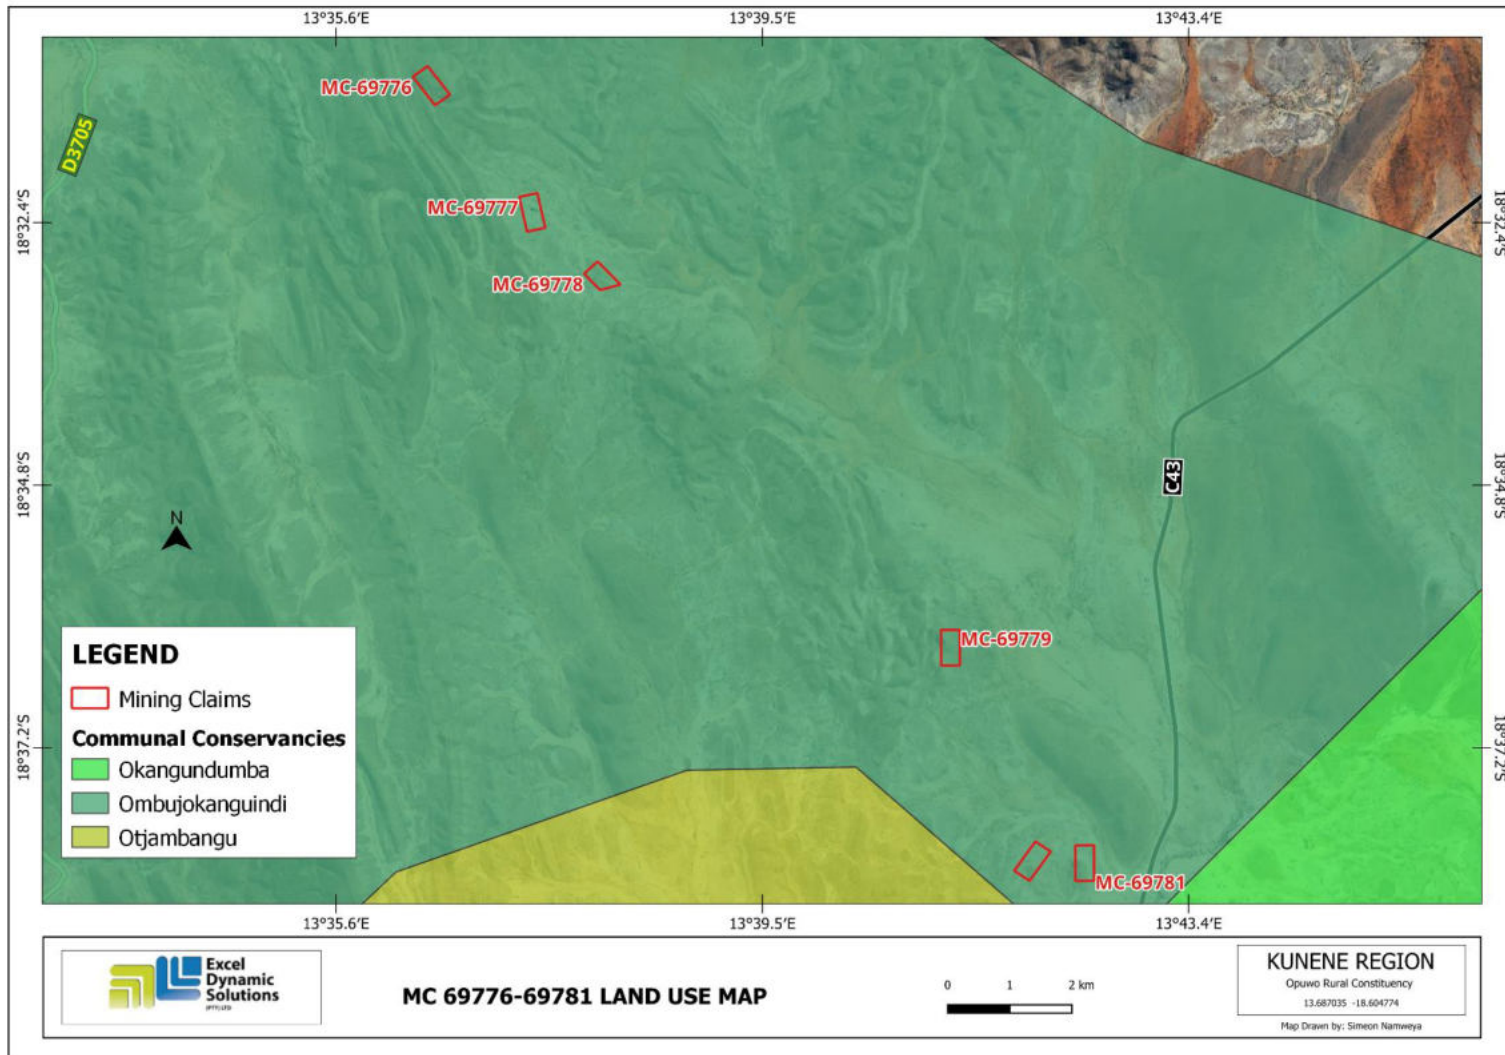 13°35.6'E
13°39.5'E
13°43.4'E
MC-69776
D3705
MC-69777
18°32.4'S
18°32.4'S
MC-69778
C43
18°34.8'S
18°34.8'S
N
MC-69779
LEGEND
Mining Claims
Communal Conservancies
Okangundumba
Ombujokanguindi
Otjambangu
18°37.2'S
18°37.2'S
MC-69781
13°35.6'E
13°39.5'E
13°43.4'E
Excel
Dynamic
Solutions
(PTY) LTD
MC 69776-69781 LAND USE MAP
0 1 2 km
KUNENE REGION
Opuwo Rural Constituency
13.687035 -18.604774
Map Drawn by: Simeon Namweya